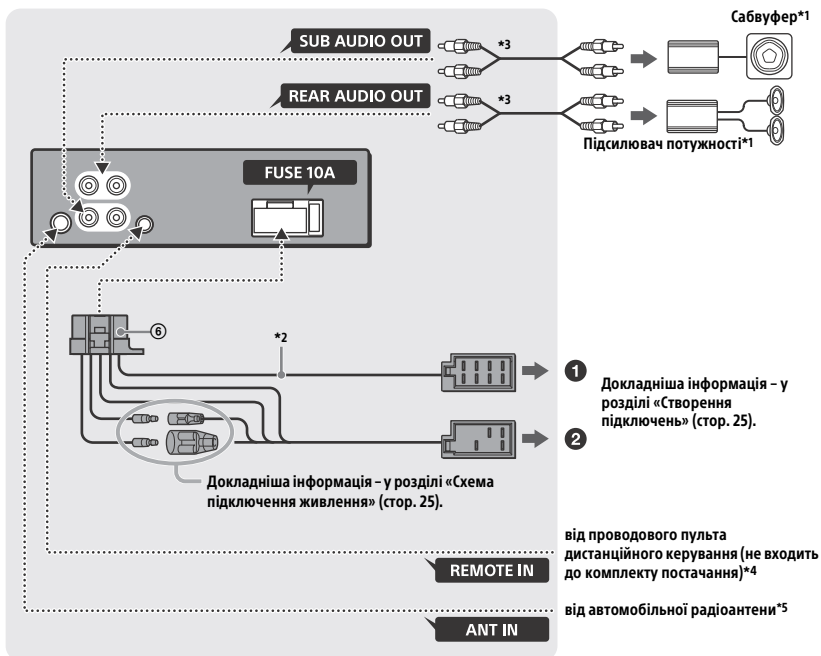 Сабвуфер*1
SUB AUDIO OUT
*3
REAR AUDIO OUT
*3
Підсилювач потужності*1
FUSE 10A
⑥
*2
❶
Докладніша інформація – у
розділі «Створення
підключень» (стор. 25).
❷
Докладніша інформація – у розділі «Схема
підключення живлення» (стор. 25).
від проводового пульта
дистанційного керування (не входить
до комплекту постачання)*4
REMOTE IN
від автомобільної радіоантени*5
ANT IN